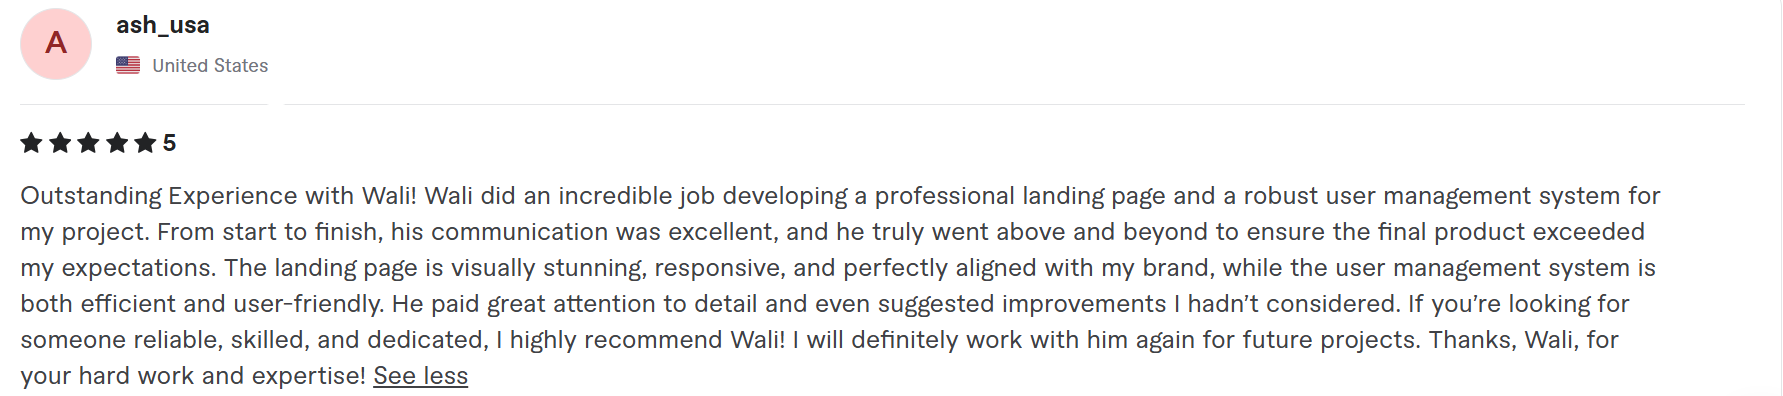 A
ash_usa
United States
5
Outstanding Experience with Wali! Wali did an incredible job developing a professional landing page and a robust user management system for
my project. From start to finish, his communication was excellent, and he truly went above and beyond to ensure the final product exceeded
my expectations. The landing page is visually stunning, responsive, and perfectly aligned with my brand, while the user management system is
both efficient and user-friendly. He paid great attention to detail and even suggested improvements I hadn’t considered. If you’re looking for
someone reliable, skilled, and dedicated, I highly recommend Wali! I will definitely work with him again for future projects. Thanks, Wali, for
your hard work and expertise! See less